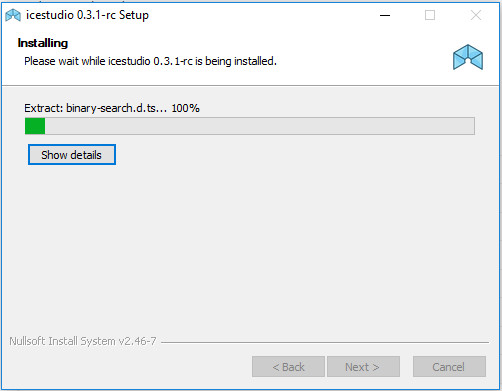 icestudio 0.3.1-rc Setup
Installing
Please wait while icestudio 0.3.1-rc is being installed.
Extract: binary-search.d.ts... 100%
Show details
Nullsoft Install System v2.46-7
< Back
Next >
Cancel